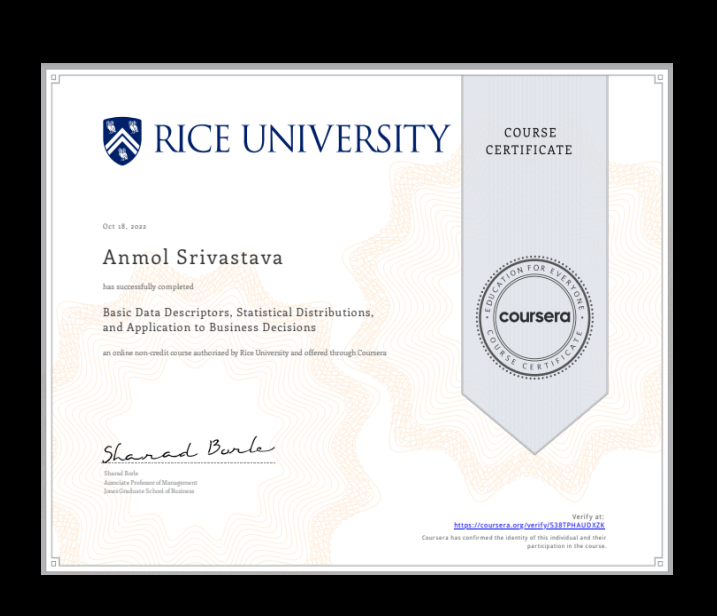 RICE UNIVERSITY
COURSE
CERTIFICATE
Oct 18, 2022
Anmol Srivastava
has successfully completed
Basic Data Descriptors, Statistical Distributions,
and Application to Business Decisions
an online non-credit course authorized by Rice University and offered through Coursera
EDUCATION FOR EVERYONE
coursera
COURSE CERTIFICATE
Sharad Borle
Sharad Borle
Associate Professor of Management
Jones Graduate School of Business
Verify at:
https://coursera.org/verify/S38TPHAUDXZK
Coursera has confirmed the identity of this individual and their
participation in the course.